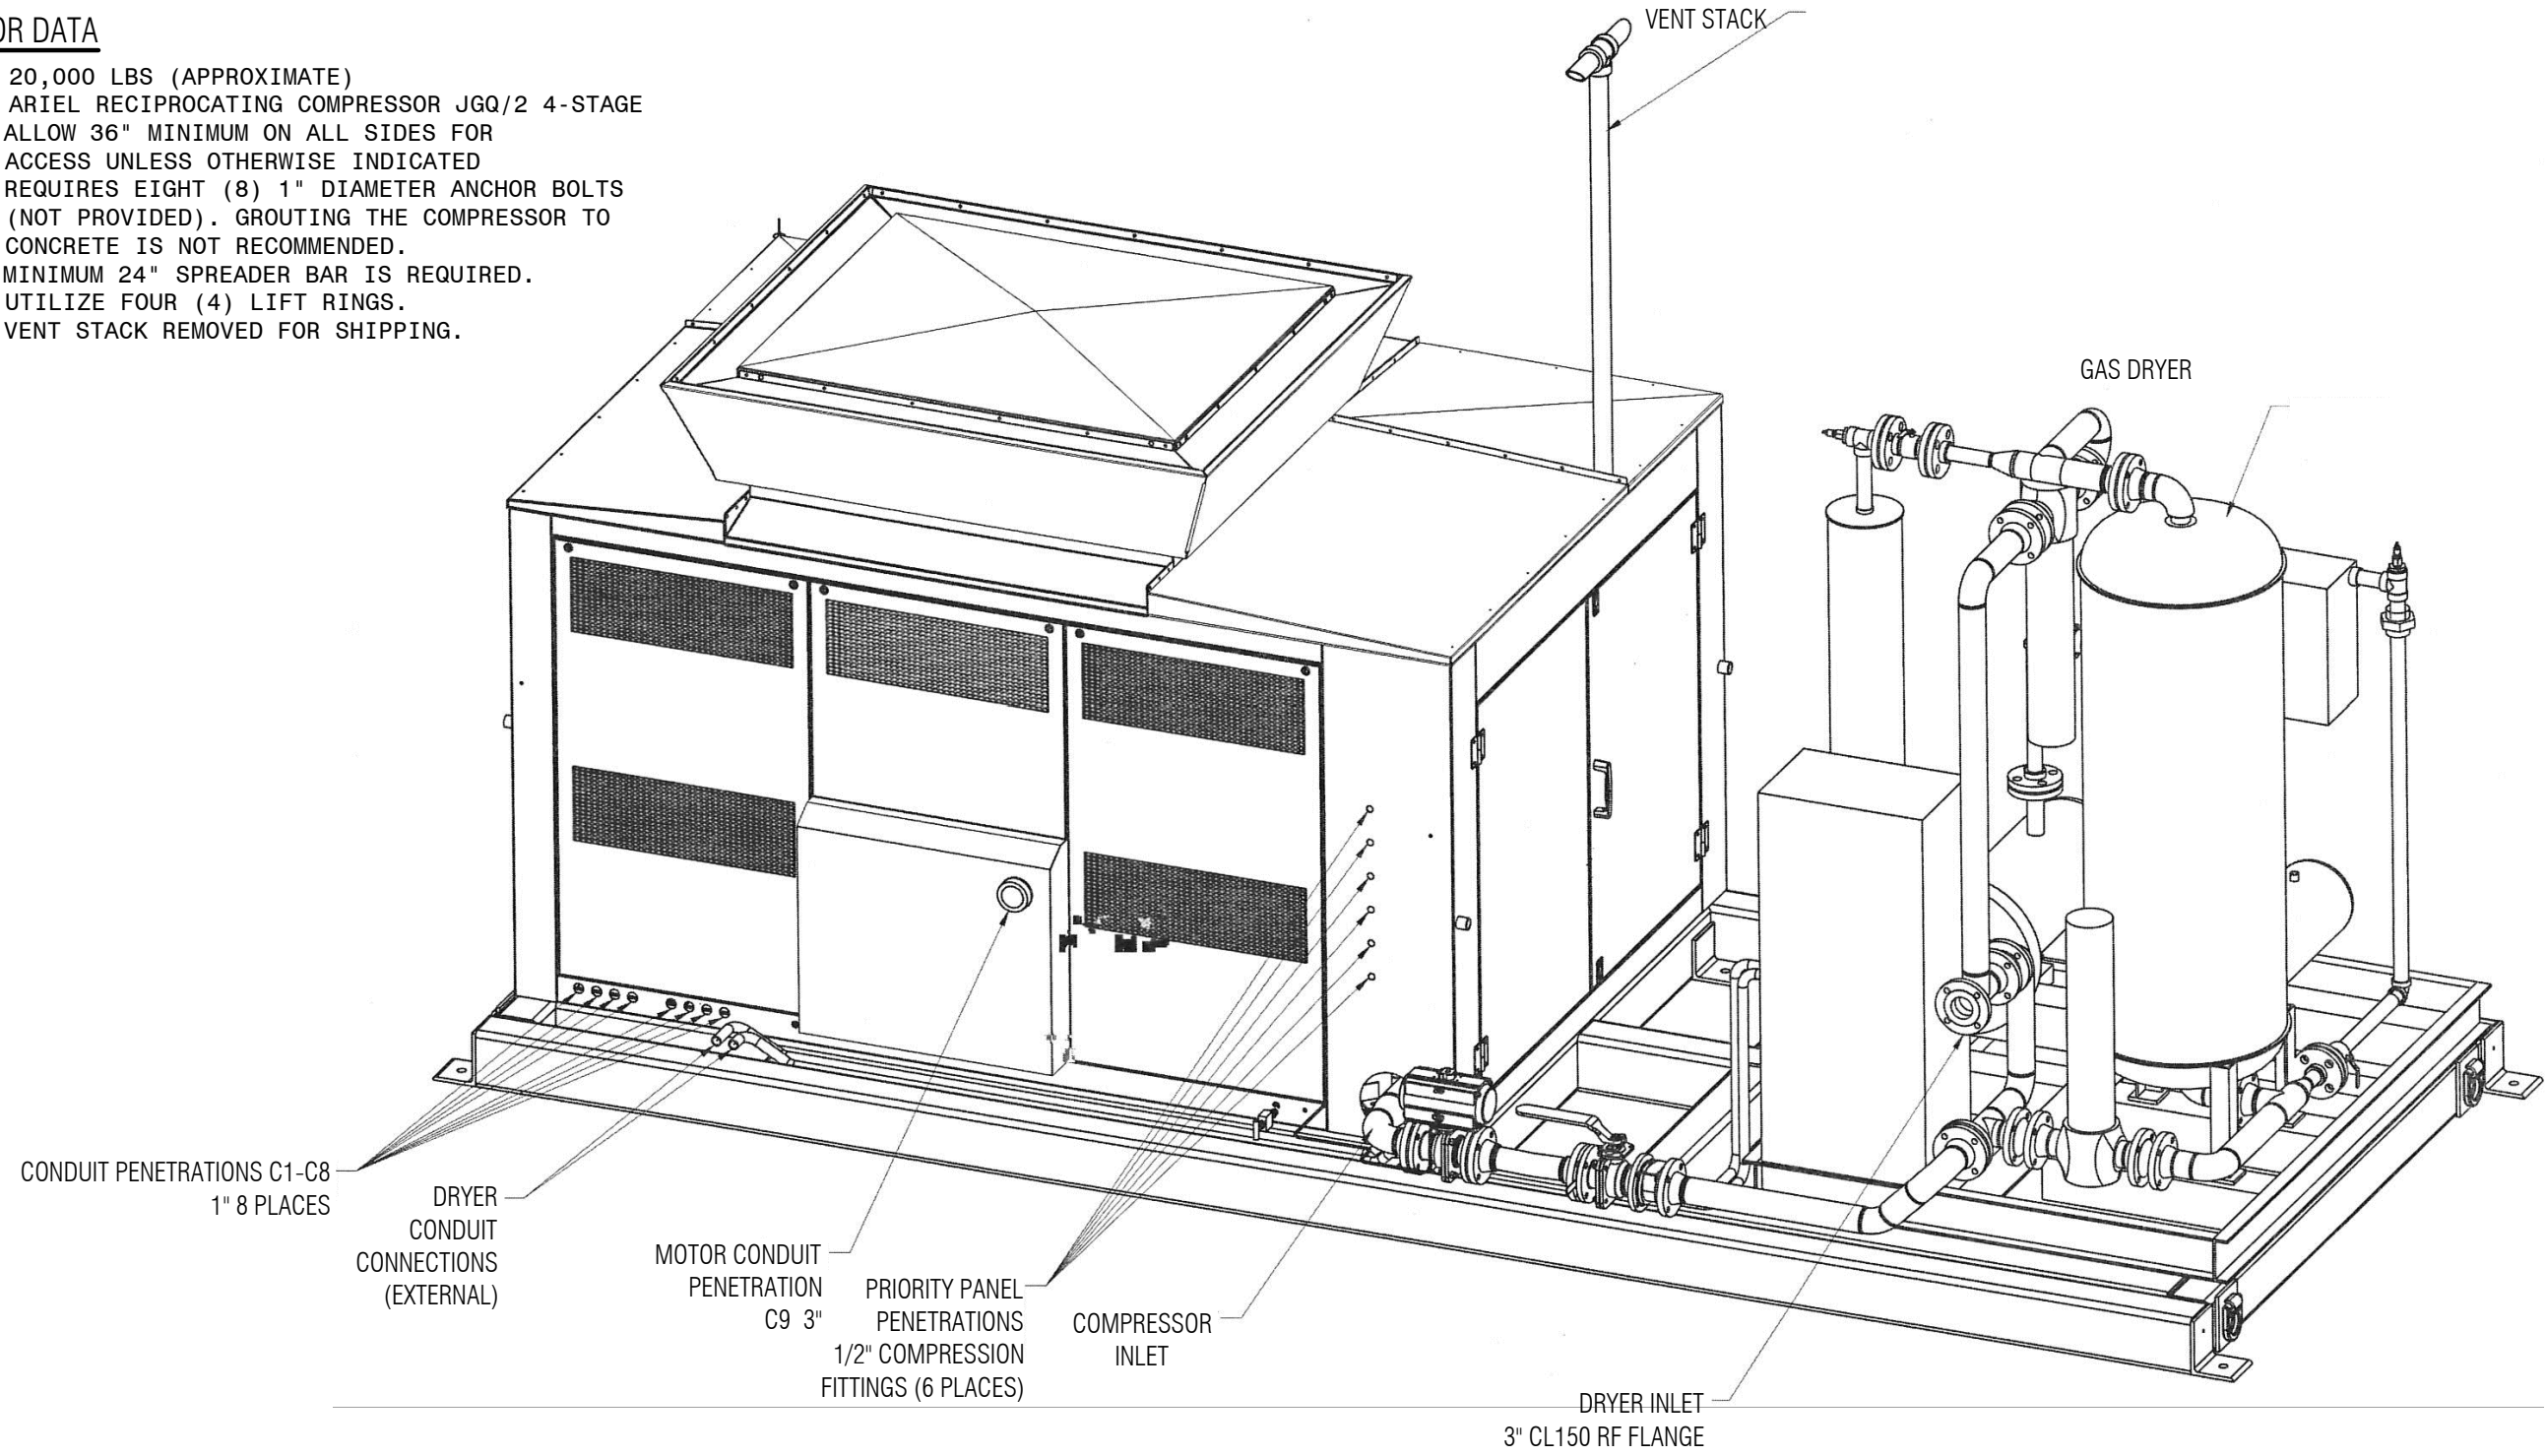 OR DATA
20,000 LBS (APPROXIMATE)
ARIEL RECIPROCATING COMPRESSOR JGQ/2 4-STAGE
ALLOW 36" MINIMUM ON ALL SIDES FOR
ACCESS UNLESS OTHERWISE INDICATED
REQUIRES EIGHT (8) 1" DIAMETER ANCHOR BOLTS
(NOT PROVIDED). GROUTING THE COMPRESSOR TO
CONCRETE IS NOT RECOMMENDED.
MINIMUM 24" SPREADER BAR IS REQUIRED.
UTILIZE FOUR (4) LIFT RINGS.
VENT STACK REMOVED FOR SHIPPING.
VENT STACK
GAS DRYER
CONDUIT PENETRATIONS C1-C8
1" 8 PLACES
DRYER
CONDUIT
CONNECTIONS
(EXTERNAL)
MOTOR CONDUIT
PENETRATION
C9 3"
PRIORITY PANEL
PENETRATIONS
1/2" COMPRESSION
FITTINGS (6 PLACES)
COMPRESSOR
INLET
DRYER INLET
3" CL150 RF FLANGE